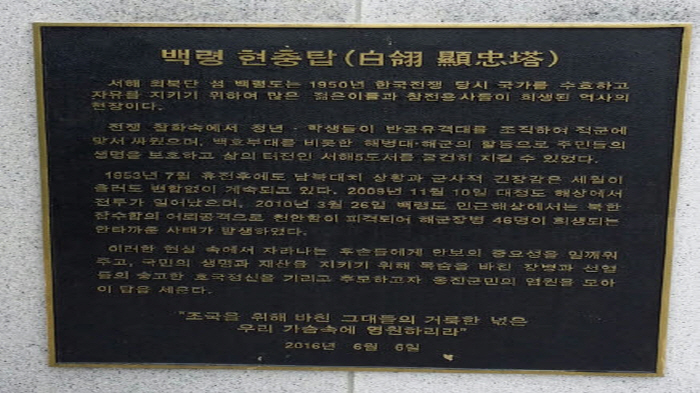 백령 현충탑 (白翎 顯忠塔)
서해 최북단 섬 백령도는 1950년 한국전쟁 당시 국가를 수호하고
자유를 지키기 위하여 많은 젊은이들과 참전용사들이 희생된 역사의
현장이다.
전쟁 참화속에서 청년·학생들이 반공유격대를 조직하여 적군에
맞서 싸웠으며, 백호부대를 비롯한 해병대·해군의 활동으로 주민들의
생명을 보호하고 삶의 터전인 서해5도서를 굳건히 지킬 수 있었다.
1953년 7월 휴전후에도 남북대치 상황과 군사적 긴장감은 세월이
흘러도 변함없이 계속되고 있다. 2009년 11월 10일 대청도 해상에서
전투가 일어났으며, 2010년 3월 26일 백령도 인근해상에서는 북한
잠수함의 어뢰공격으로 천안함이 피격되어 해군장병 46명이 희생되는
안타까운 사태가 발생하였다.
이러한 현실 속에서 자라나는 후손들에게 안보의 중요성을 일깨워
주고, 국민의 생명과 재산을 지키기 위해 목숨을 바친 장병과 선열
들의 숭고한 호국정신을 기리고 추모하고자 옹진군민의 염원을 모아
이 탑을 세운다.
"조국을 위해 바친 그대들의 거룩한 넋은
우리 가슴속에 영원하리라"
2016년 6월 6일